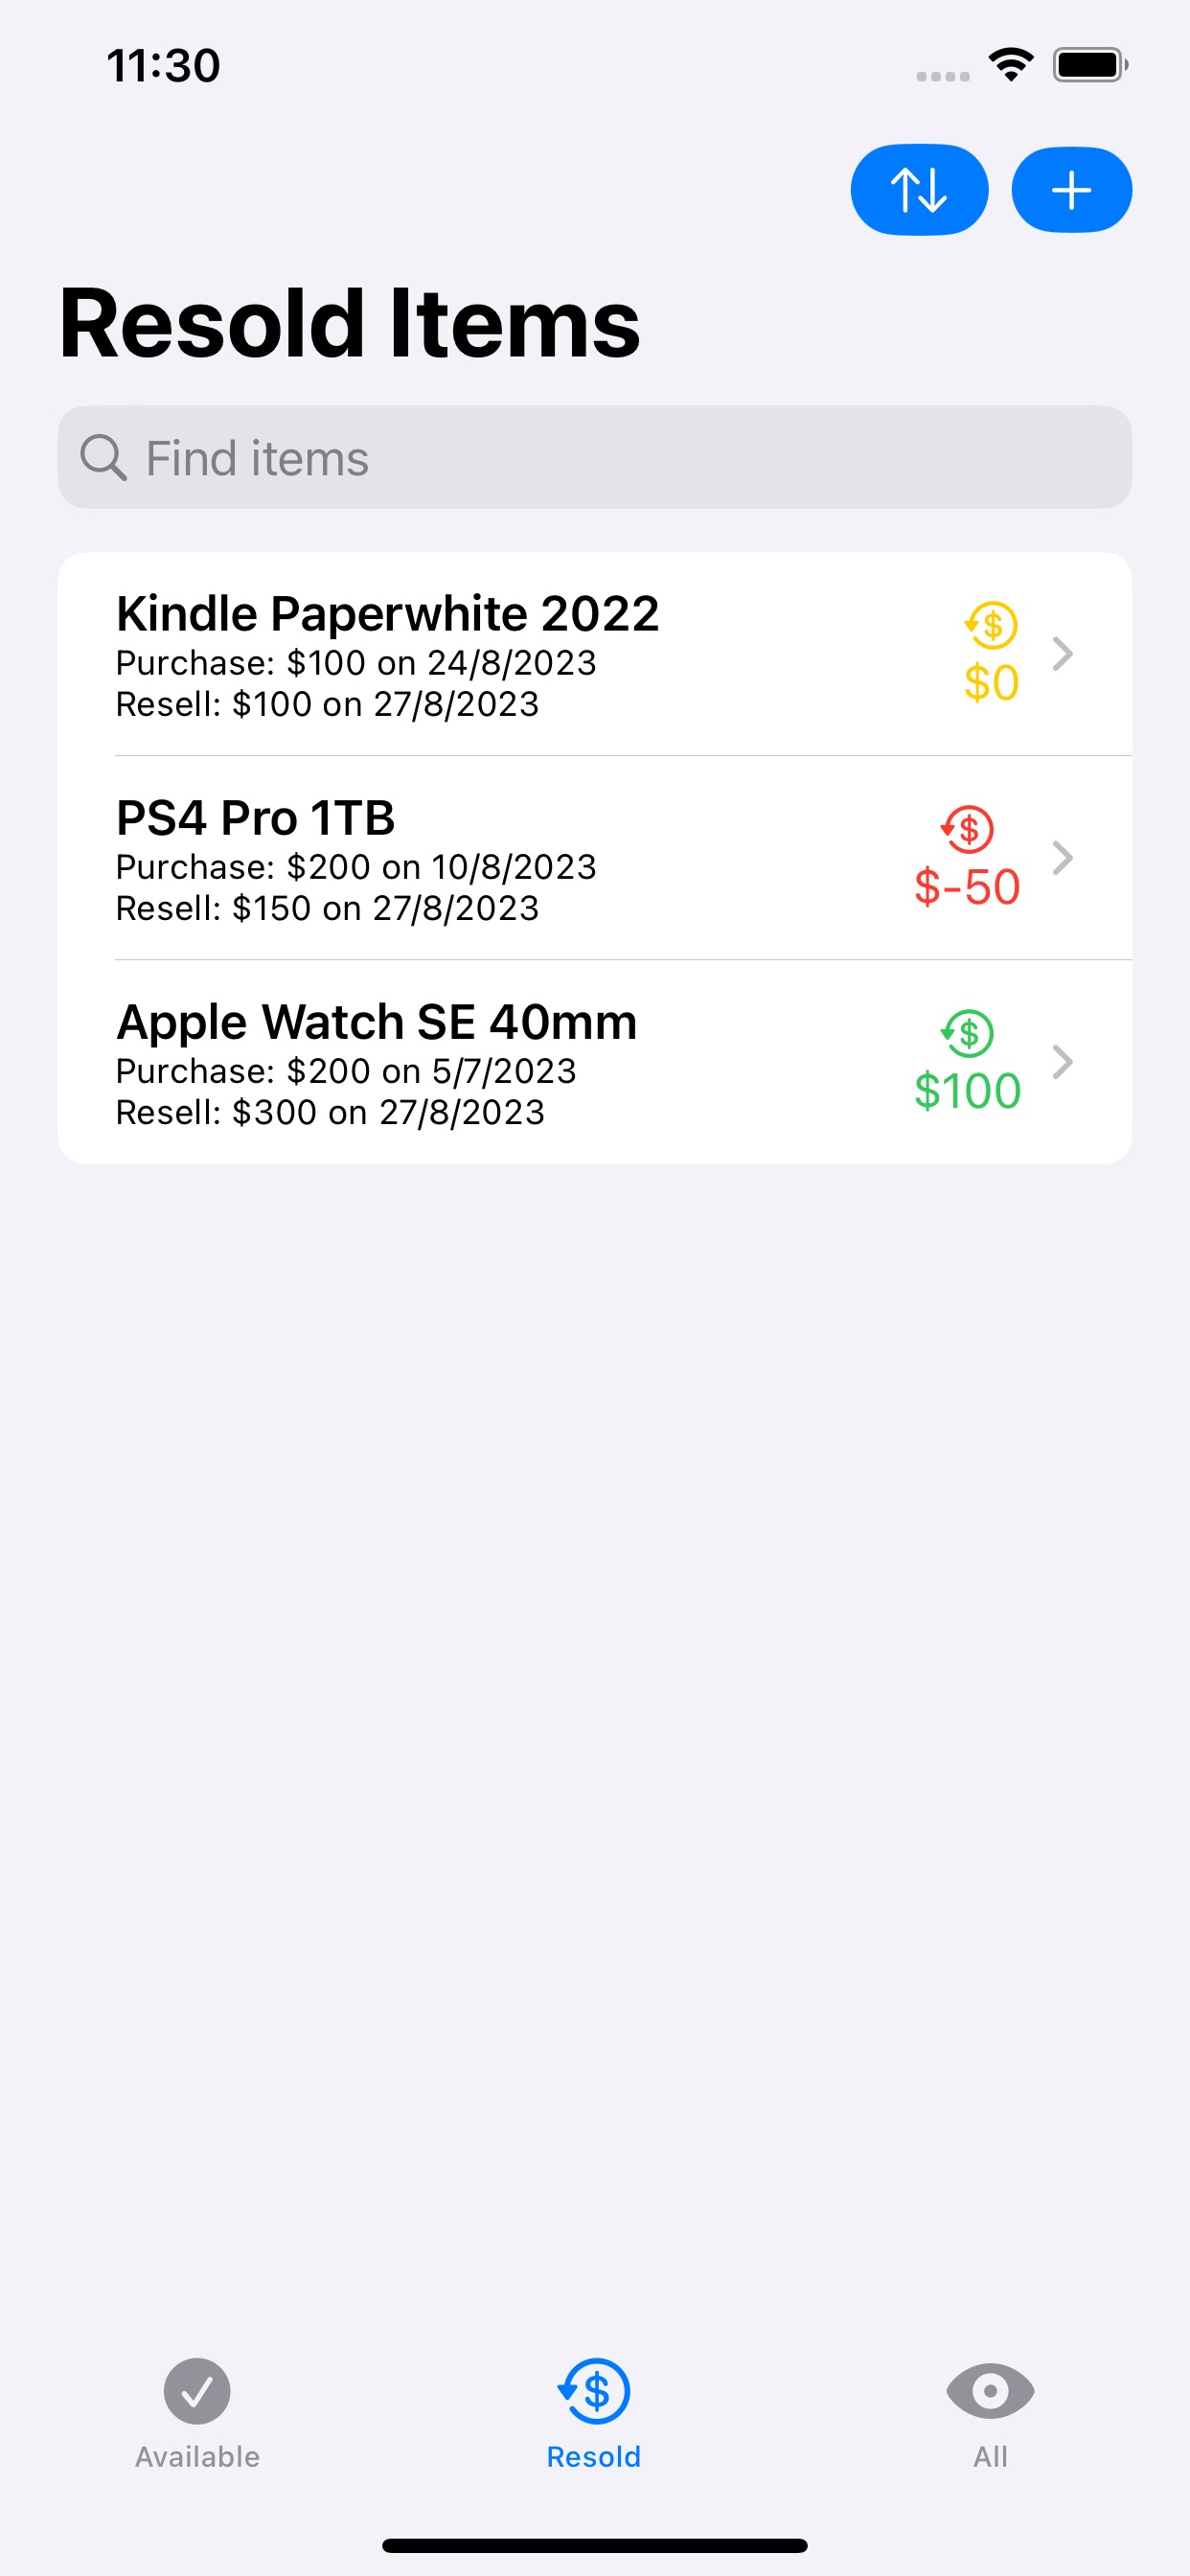 11:30
Resold Items
Find items
Kindle Paperwhite 2022
Purchase: $100 on 24/8/2023
Resell: $100 on 27/8/2023
$
$0
PS4 Pro 1TB
Purchase: $200 on 10/8/2023
Resell: $150 on 27/8/2023
$
$-50
Apple Watch SE 40mm
Purchase: $200 on 5/7/2023
Resell: $300 on 27/8/2023
$
$100
$
Available
Resold
All